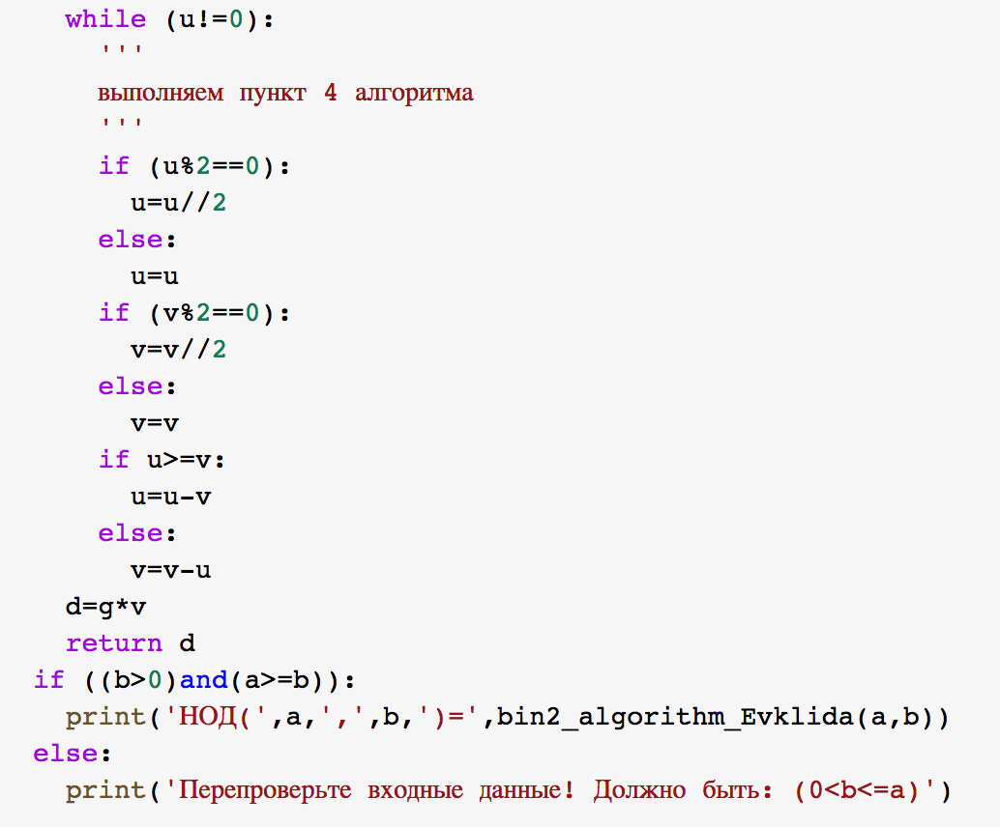 while (u!=0):
'''
выполняем пункт 4 алгоритма
'''
if (u%2==0):
u=u//2
else:
u=u
if (v%2==0):
v=v//2
else:
v=v
if u>=v:
u=u-v
else:
v=v-u
d=g*v
return d
if ((b>0)and(a>=b)):
print('НОД(',a,',',b,')=',bin2_algorithm_Evklida(a,b))
else:
print('Перепроверьте входные данные! Должно быть: (0<b<=a)')